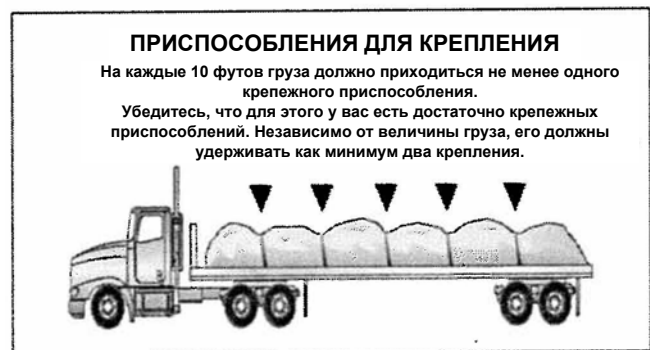 ПРИСПОСОБЛЕНИЯ ДЛЯ КРЕПЛЕНИЯ
На каждые 10 футов груза должно приходиться не менее одного
крепежного приспособления.
Убедитесь, что для этого у вас есть достаточно крепежных
приспособлений. Независимо от величины груза, его должны
удерживать как минимум два крепления.